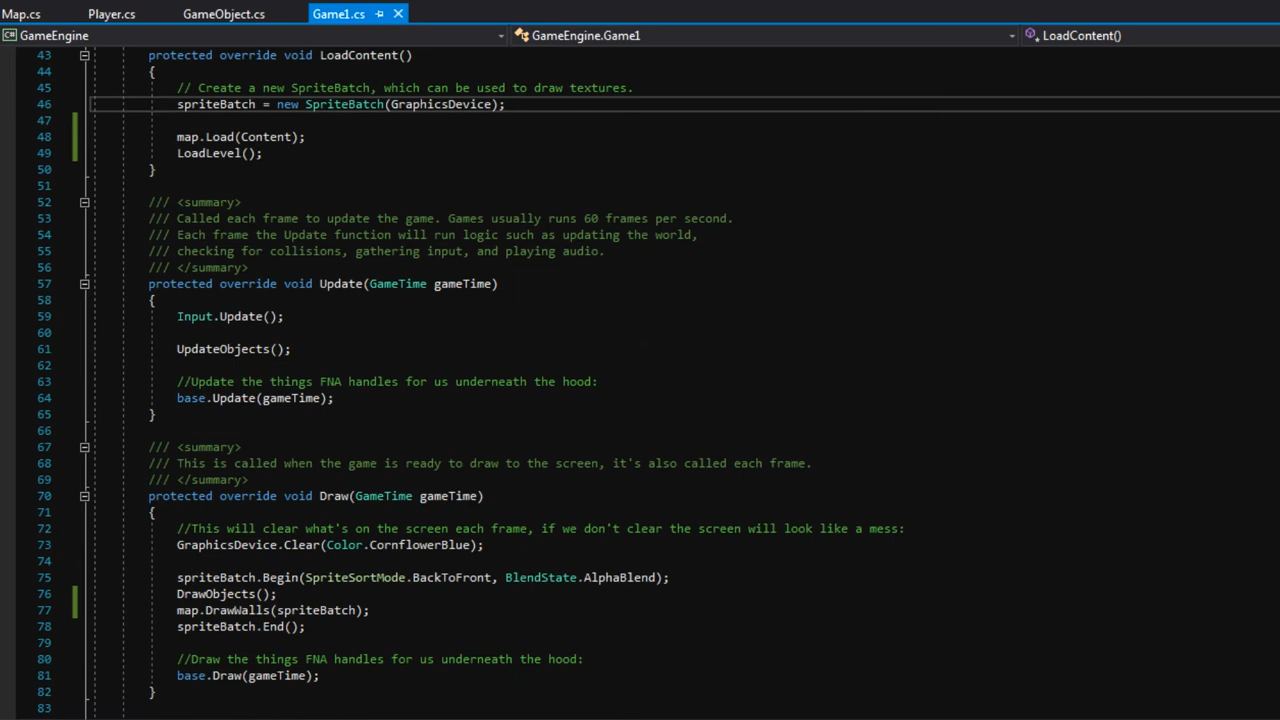 Map.cs Player.cs GameObject.cs Game1.cs
GameEngine GameEngine.Game1 LoadContent()
43 protected override void LoadContent()
44 {
45 // Create a new SpriteBatch, which can be used to draw textures.
46 spriteBatch = new SpriteBatch(GraphicsDevice);
47
48 map.Load(Content);
49 LoadLevel();
50 }
51
52 /// <summary>
53 /// Called each frame to update the game. Games usually runs 60 frames per second.
54 /// Each frame the Update function will run logic such as updating the world,
55 /// checking for collisions, gathering input, and playing audio.
56 /// </summary>
57 protected override void Update(GameTime gameTime)
58 {
59 Input.Update();
60
61 UpdateObjects();
62
63 //Update the things FNA handles for us underneath the hood:
64 base.Update(gameTime);
65 }
66
67 /// <summary>
68 /// This is called when the game is ready to draw to the screen, it's also called each frame.
69 /// </summary>
70 protected override void Draw(GameTime gameTime)
71 {
72 //This will clear what's on the screen each frame, if we don't clear the screen will look like a mess:
73 GraphicsDevice.Clear(Color.CornflowerBlue);
74
75 spriteBatch.Begin(SpriteSortMode.BackToFront, BlendState.AlphaBlend);
76 DrawObjects();
77 map.DrawWalls(spriteBatch);
78 spriteBatch.End();
79
80 //Draw the things FNA handles for us underneath the hood:
81 base.Draw(gameTime);
82 }
83